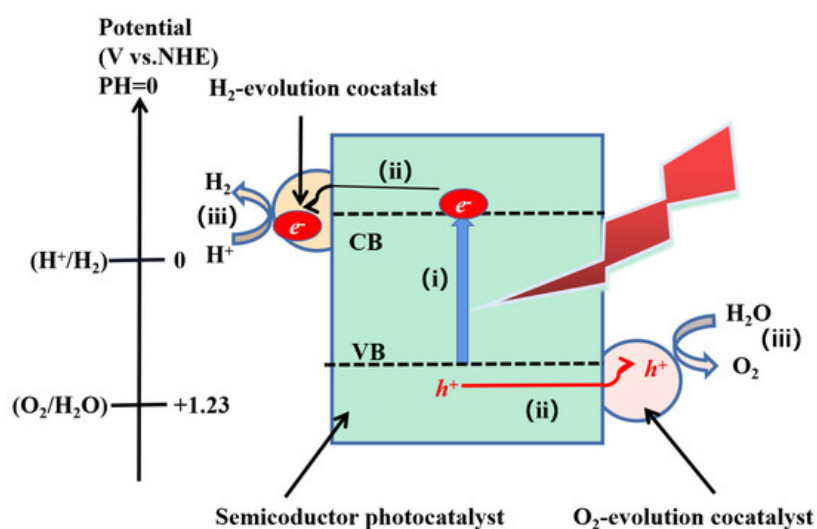 Potential
(V vs.NHE)
PH=0
H₂-evolution cocatalst
(ii)
H₂
e⁻
(iii)
e⁻
H⁺
CB
(H⁺/H₂)
0
(i)
H₂O
(iii)
VB
O₂
h⁺
h⁺
(O₂/H₂O)
+1.23
(ii)
Semicoductor photocatalyst
O₂-evolution cocatalyst